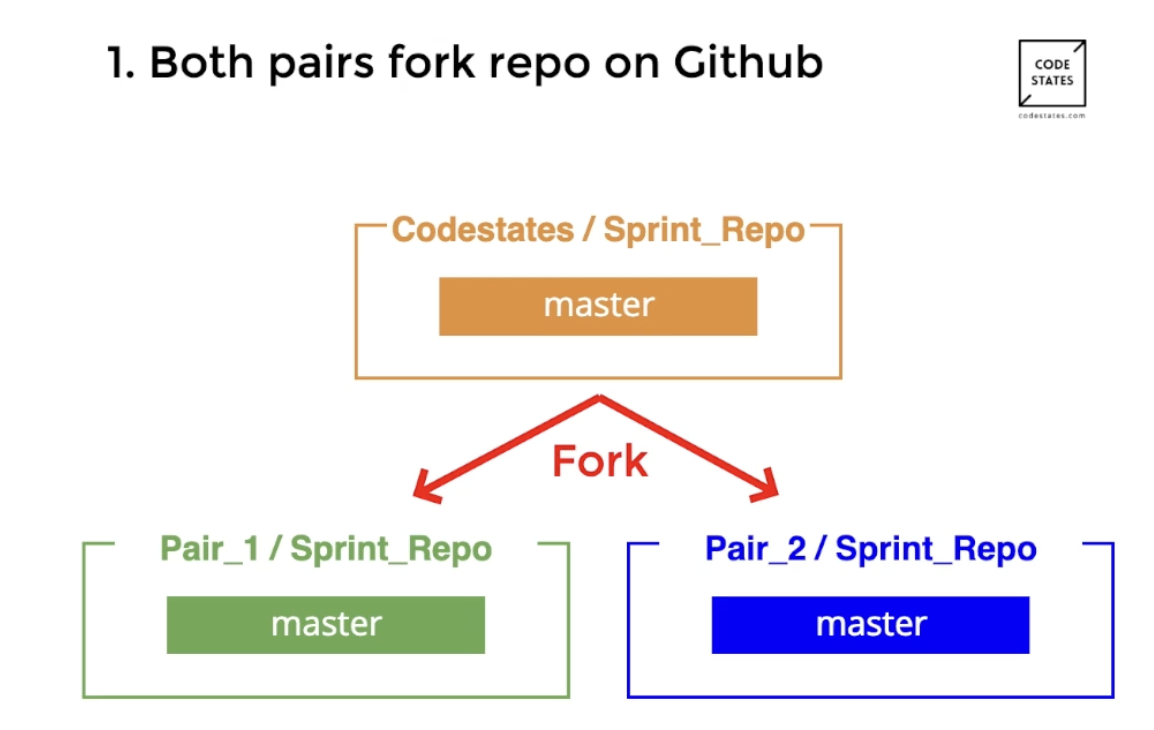 1. Both pairs fork repo on Github
CODE
STATES
codestates.com
Codestates / Sprint_Repo
master
Fork
Pair_1 / Sprint_Repo
master
Pair_2 / Sprint_Repo
master